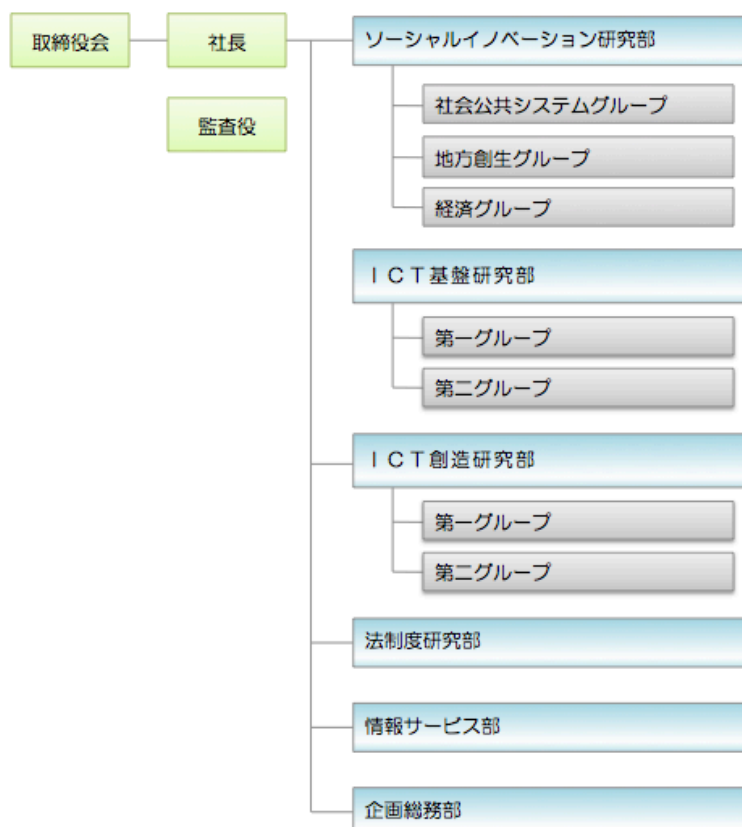 取締役会
社長
監査役
ソーシャルイノベーション研究部
社会公共システムグループ
地方創生グループ
経済グループ
ＩＣＴ基盤研究部
第一グループ
第二グループ
ＩＣＴ創造研究部
第一グループ
第二グループ
法制度研究部
情報サービス部
企画総務部